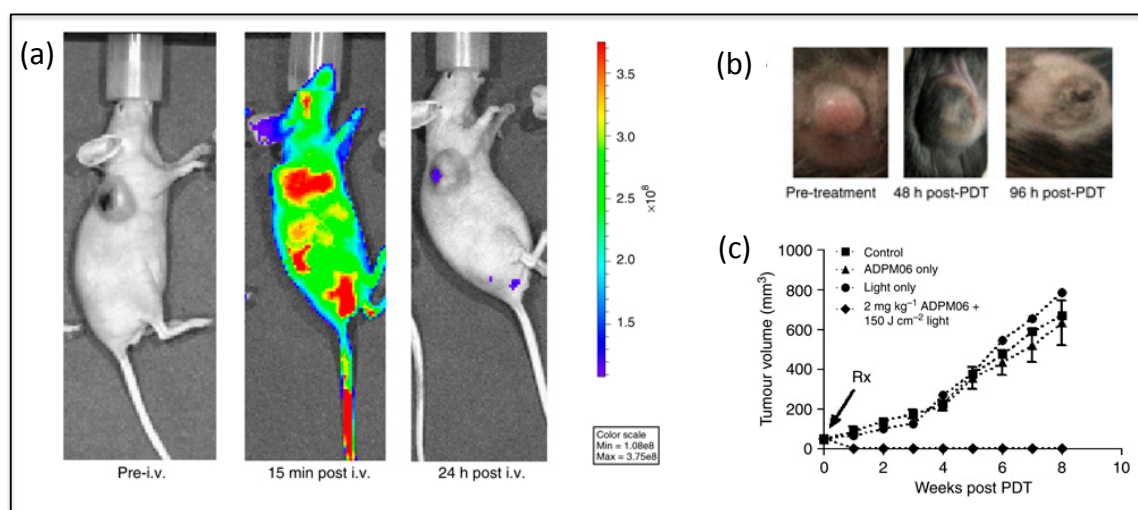 (a)
Pre-i.v.
15 min post i.v.
24 h post i.v.
3.5
3.0
2.5
2.0
1.5
×10⁸
Color scale
Min = 1.08e8
Max = 3.75e8
(b)
Pre-treatment
48 h post-PDT
96 h post-PDT
(c)
Control
ADPM06 only
Light only
2 mg kg⁻¹ ADPM06 +
150 J cm⁻² light
Tumour volume (mm³)
1000
800
600
400
200
0
Rx
0 2 4 6 8 10
Weeks post PDT